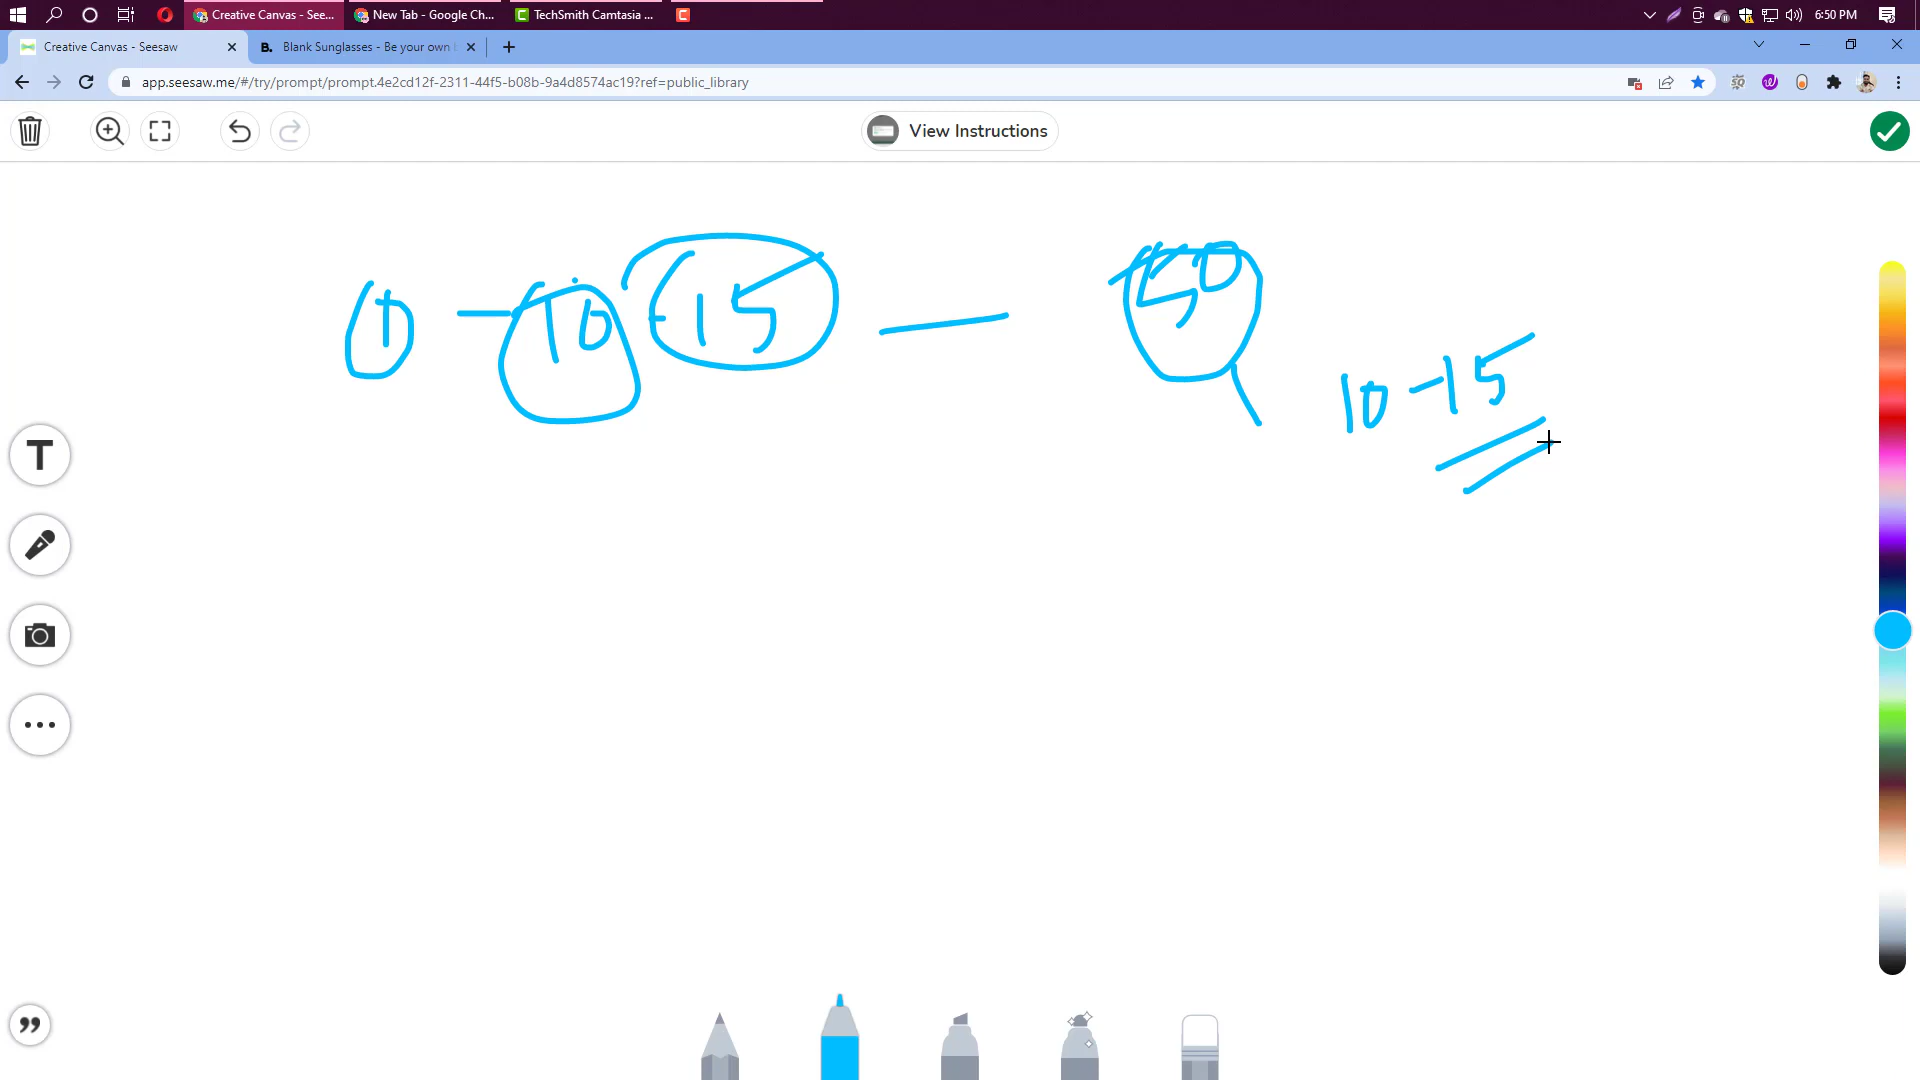 Creative Canvas - Sees...
New Tab - Google Ch...
TechSmith Camtasia ...
6:50 PM
Creative Canvas - Seesaw
B. Blank Sunglasses - Be your own
app.seesaw.me/#/try/prompt/prompt.4e2cd12f-2311-44f5-b08b-9a4d8574ac19?ref=public_library
View Instructions
1 - 10 - 15 — 50
10 - 15
T